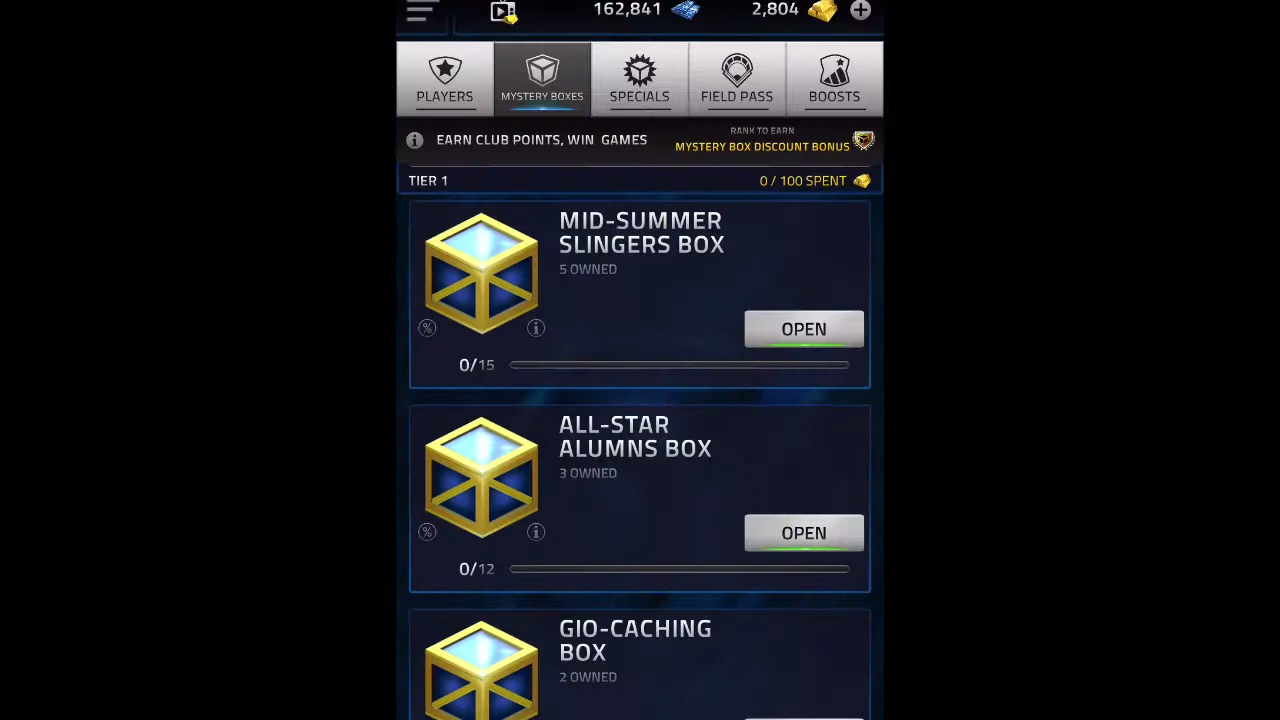 162,841 2,804
PLAYERS MYSTERY BOXES SPECIALS FIELD PASS BOOSTS
EARN CLUB POINTS, WIN GAMES
RANK TO EARN
MYSTERY BOX DISCOUNT BONUS
TIER 1 0 / 100 SPENT
MID-SUMMER
SLINGERS BOX
5 OWNED
%
OPEN
0/15
ALL-STAR
ALUMNS BOX
3 OWNED
%
OPEN
0/12
GIO-CACHING
BOX
2 OWNED